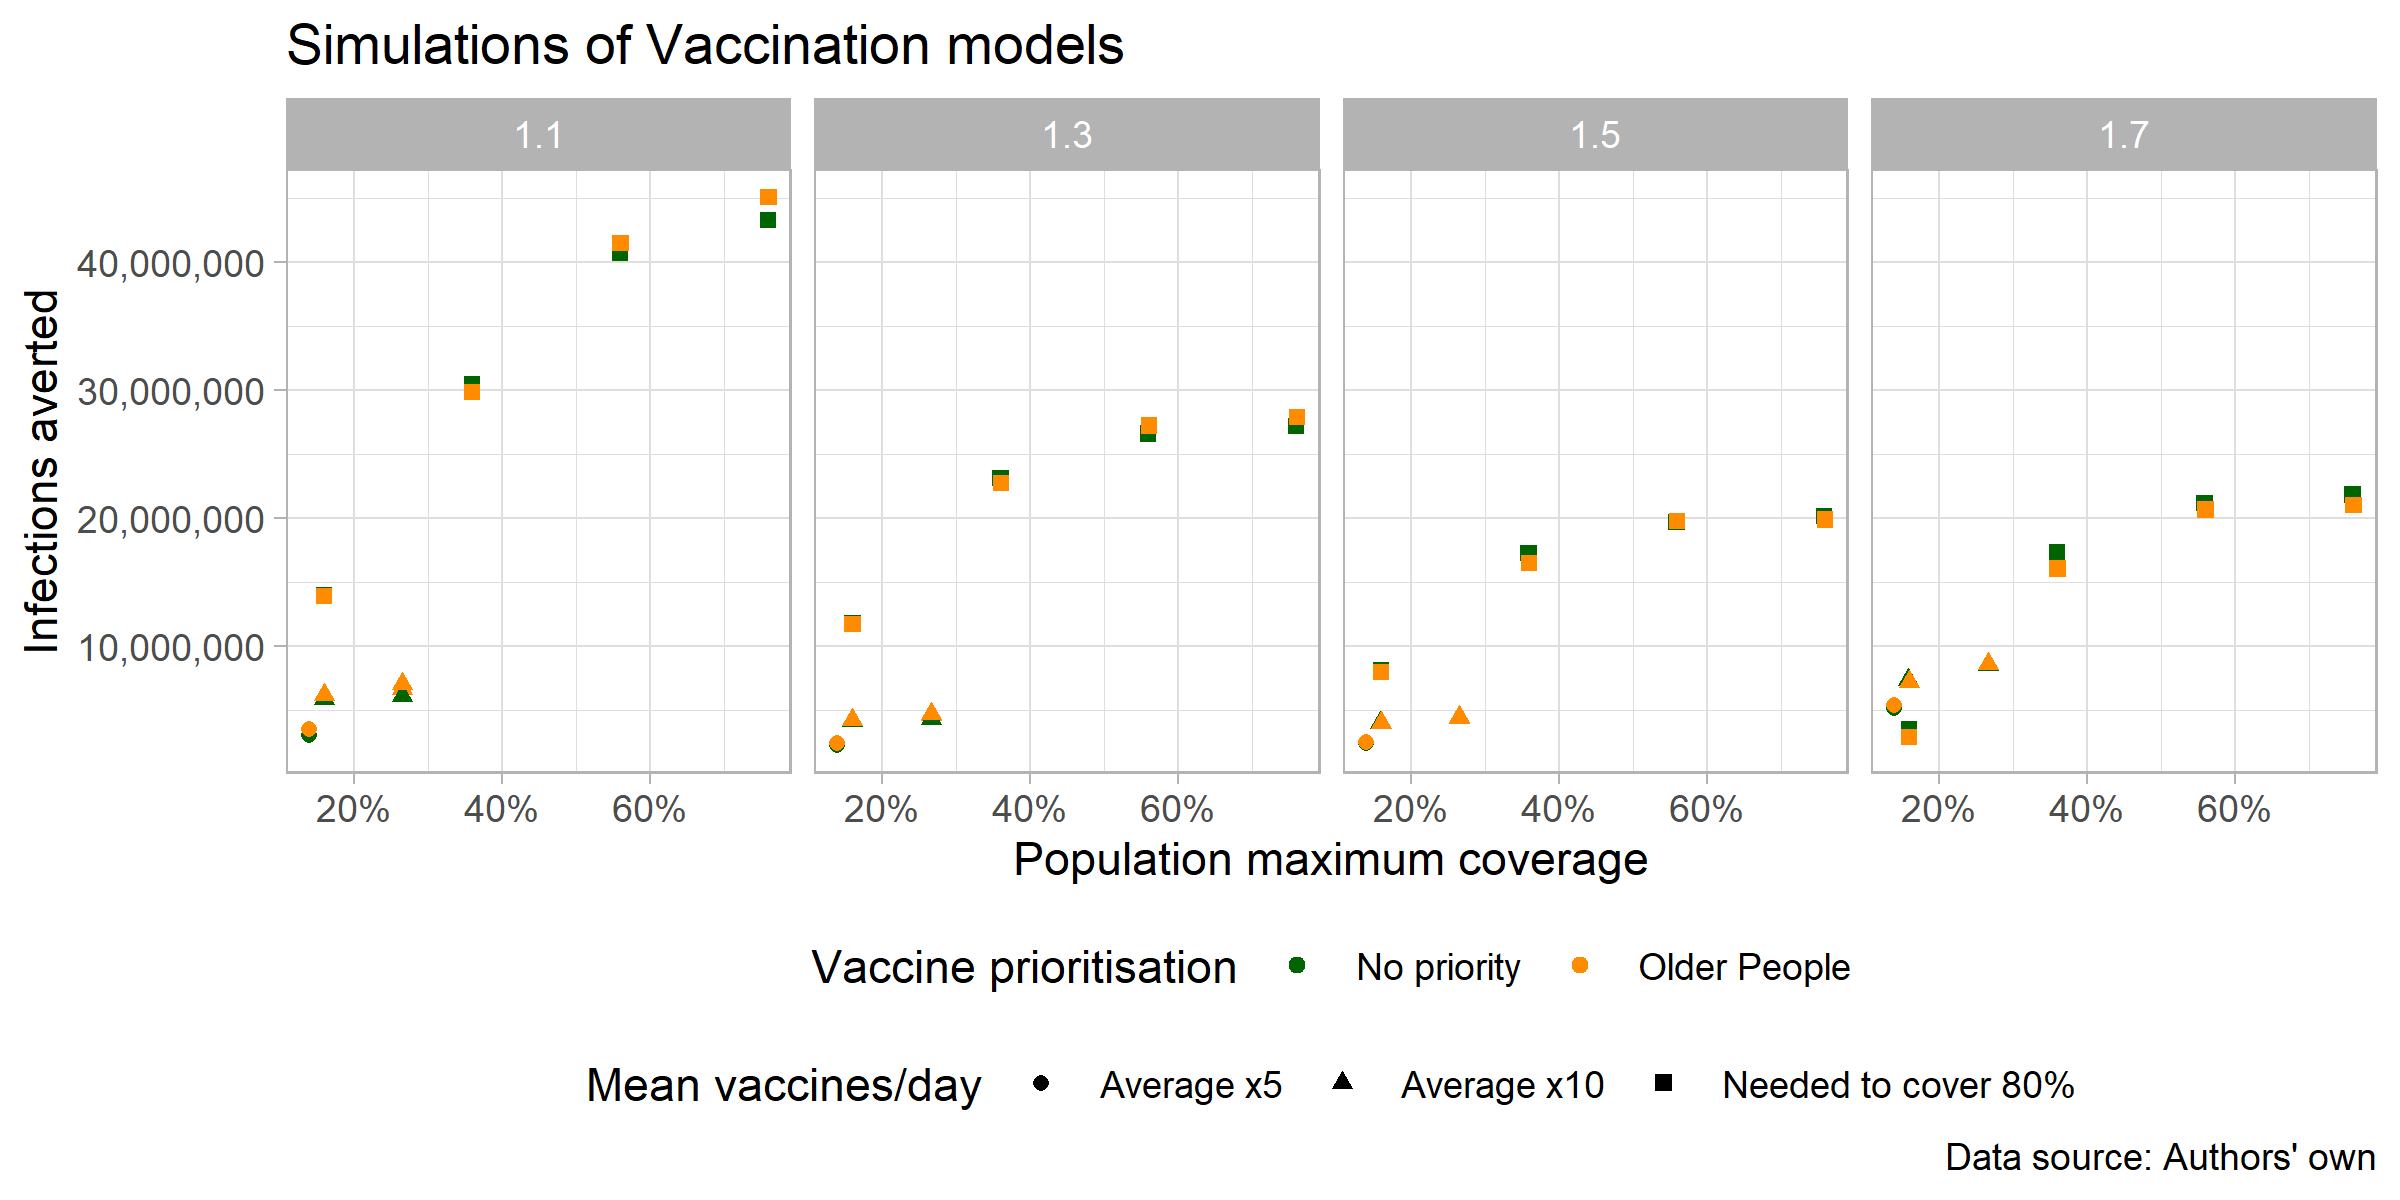 Simulations of Vaccination models
1.1 1.3 1.5 1.7
Infections averted
40,000,000
30,000,000
20,000,000
10,000,000
20% 40% 60% 20% 40% 60% 20% 40% 60% 20% 40% 60%
Population maximum coverage
Vaccine prioritisation No priority Older People
Mean vaccines/day Average x5 Average x10 Needed to cover 80%
Data source: Authors' own